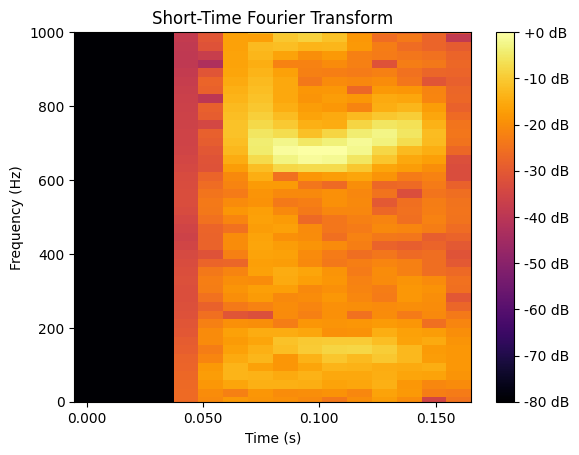 Short-Time Fourier Transform
1000
800
600
400
200
0
Frequency (Hz)
0.000
0.050
0.100
0.150
Time (s)
+0 dB
-10 dB
-20 dB
-30 dB
-40 dB
-50 dB
-60 dB
-70 dB
-80 dB